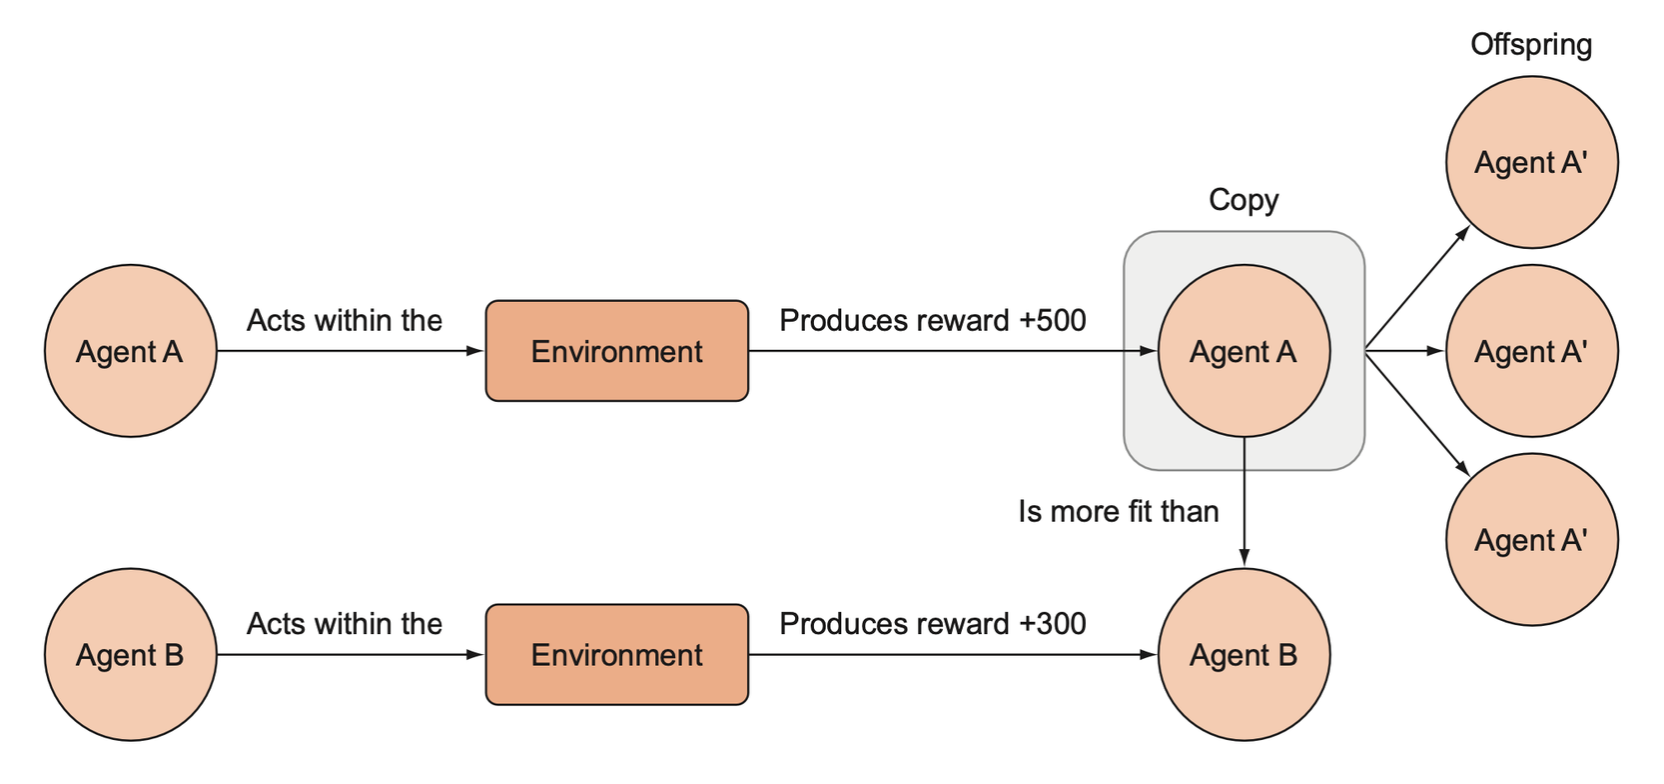 Offspring
Agent A'
Copy
Agent A
Acts within the
Environment
Produces reward +500
Agent A
Agent A'
Is more fit than
Agent A'
Agent B
Acts within the
Environment
Produces reward +300
Agent B